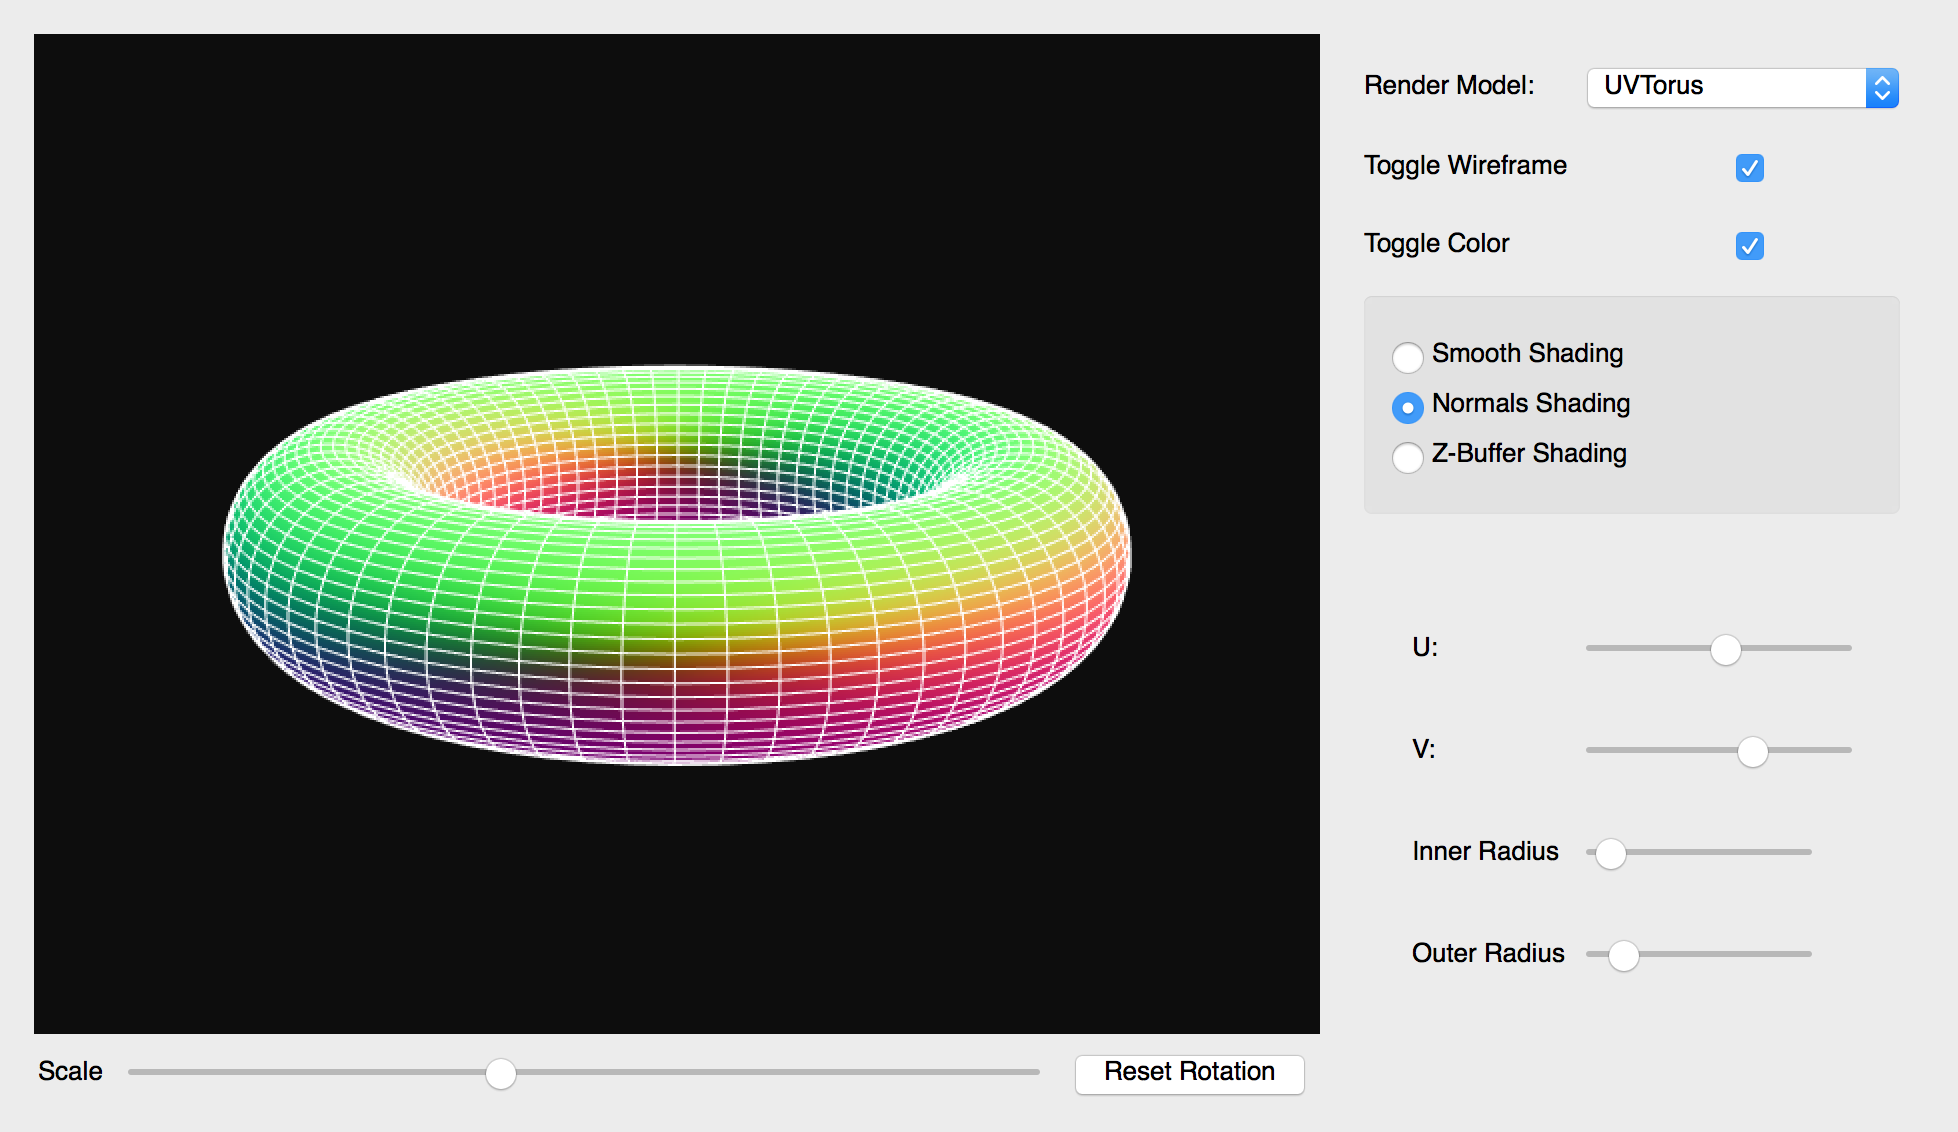 Render Model:
UVTorus
Toggle Wireframe
Toggle Color
Smooth Shading
Normals Shading
Z-Buffer Shading
U:
V:
Inner Radius
Outer Radius
Scale
Reset Rotation